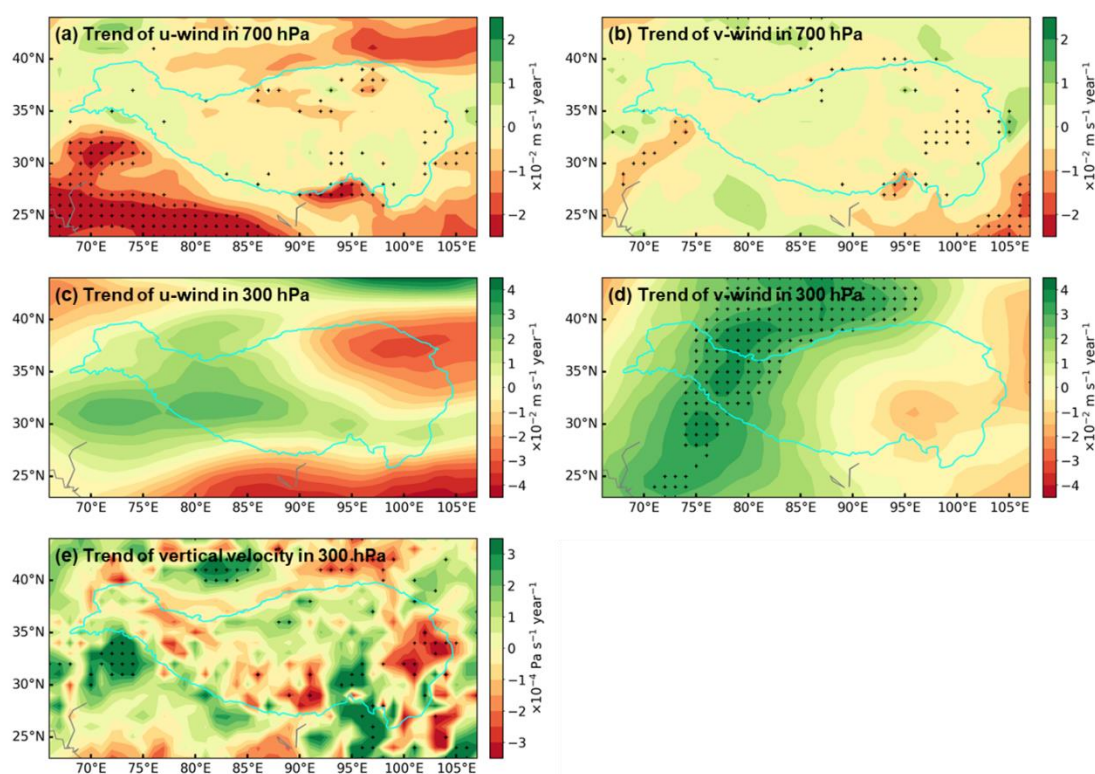 (a) Trend of u-wind in 700 hPa
40°N
35°N
30°N
25°N
70°E 75°E 80°E 85°E 90°E 95°E 100°E 105°E
2
1
0
−1
−2
×10⁻² m s⁻¹ year⁻¹
(b) Trend of v-wind in 700 hPa
40°N
35°N
30°N
25°N
70°E 75°E 80°E 85°E 90°E 95°E 100°E 105°E
2
1
0
−1
−2
×10⁻² m s⁻¹ year⁻¹
(c) Trend of u-wind in 300 hPa
40°N
35°N
30°N
25°N
70°E 75°E 80°E 85°E 90°E 95°E 100°E 105°E
4
3
2
1
0
−1
−2
−3
−4
×10⁻² m s⁻¹ year⁻¹
(d) Trend of v-wind in 300 hPa
40°N
35°N
30°N
25°N
70°E 75°E 80°E 85°E 90°E 95°E 100°E 105°E
4
3
2
1
0
−1
−2
−3
−4
×10⁻² m s⁻¹ year⁻¹
(e) Trend of vertical velocity in 300 hPa
40°N
35°N
30°N
25°N
70°E 75°E 80°E 85°E 90°E 95°E 100°E 105°E
3
2
1
0
−1
−2
−3
×10⁻⁴ Pa s⁻¹ year⁻¹